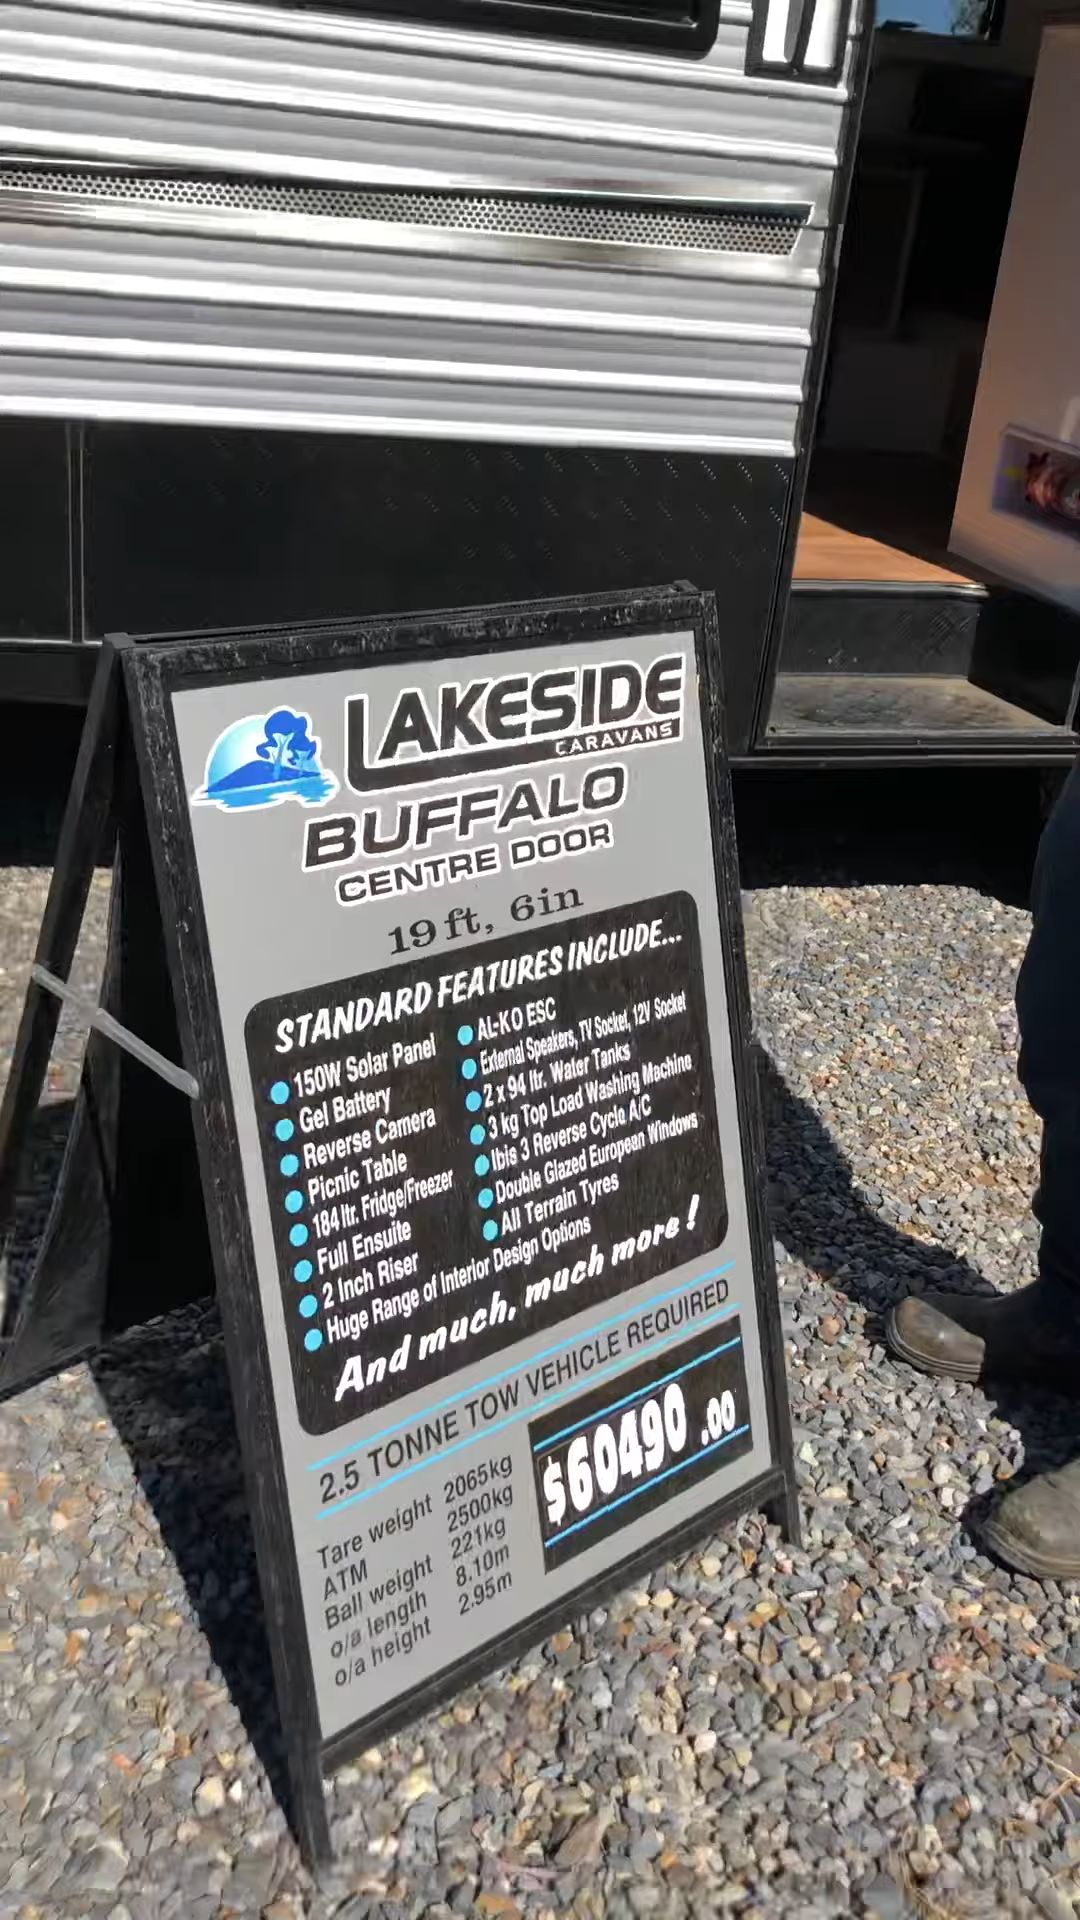 LAKESIDE
CARAVANS
BUFFALO
CENTRE DOOR
19 ft, 6in
STANDARD FEATURES INCLUDE...
150W Solar Panel
Gel Battery
Reverse Camera
Picnic Table
184 ltr. Fridge/Freezer
Full Ensuite
2 Inch Riser
Huge Range of Interior Design Options
AL-KO ESC
External Speakers, TV Socket, 12V Socket
2 x 94 ltr. Water Tanks
3 kg Top Load Washing Machine
Ibis 3 Reverse Cycle A/C
Double Glazed European Windows
All Terrain Tyres
And much, much more !
2.5 TONNE TOW VEHICLE REQUIRED
Tare weight 2065kg
ATM 2500kg
Ball weight 221kg
o/a length 8.10m
o/a height 2.95m
$60490.00